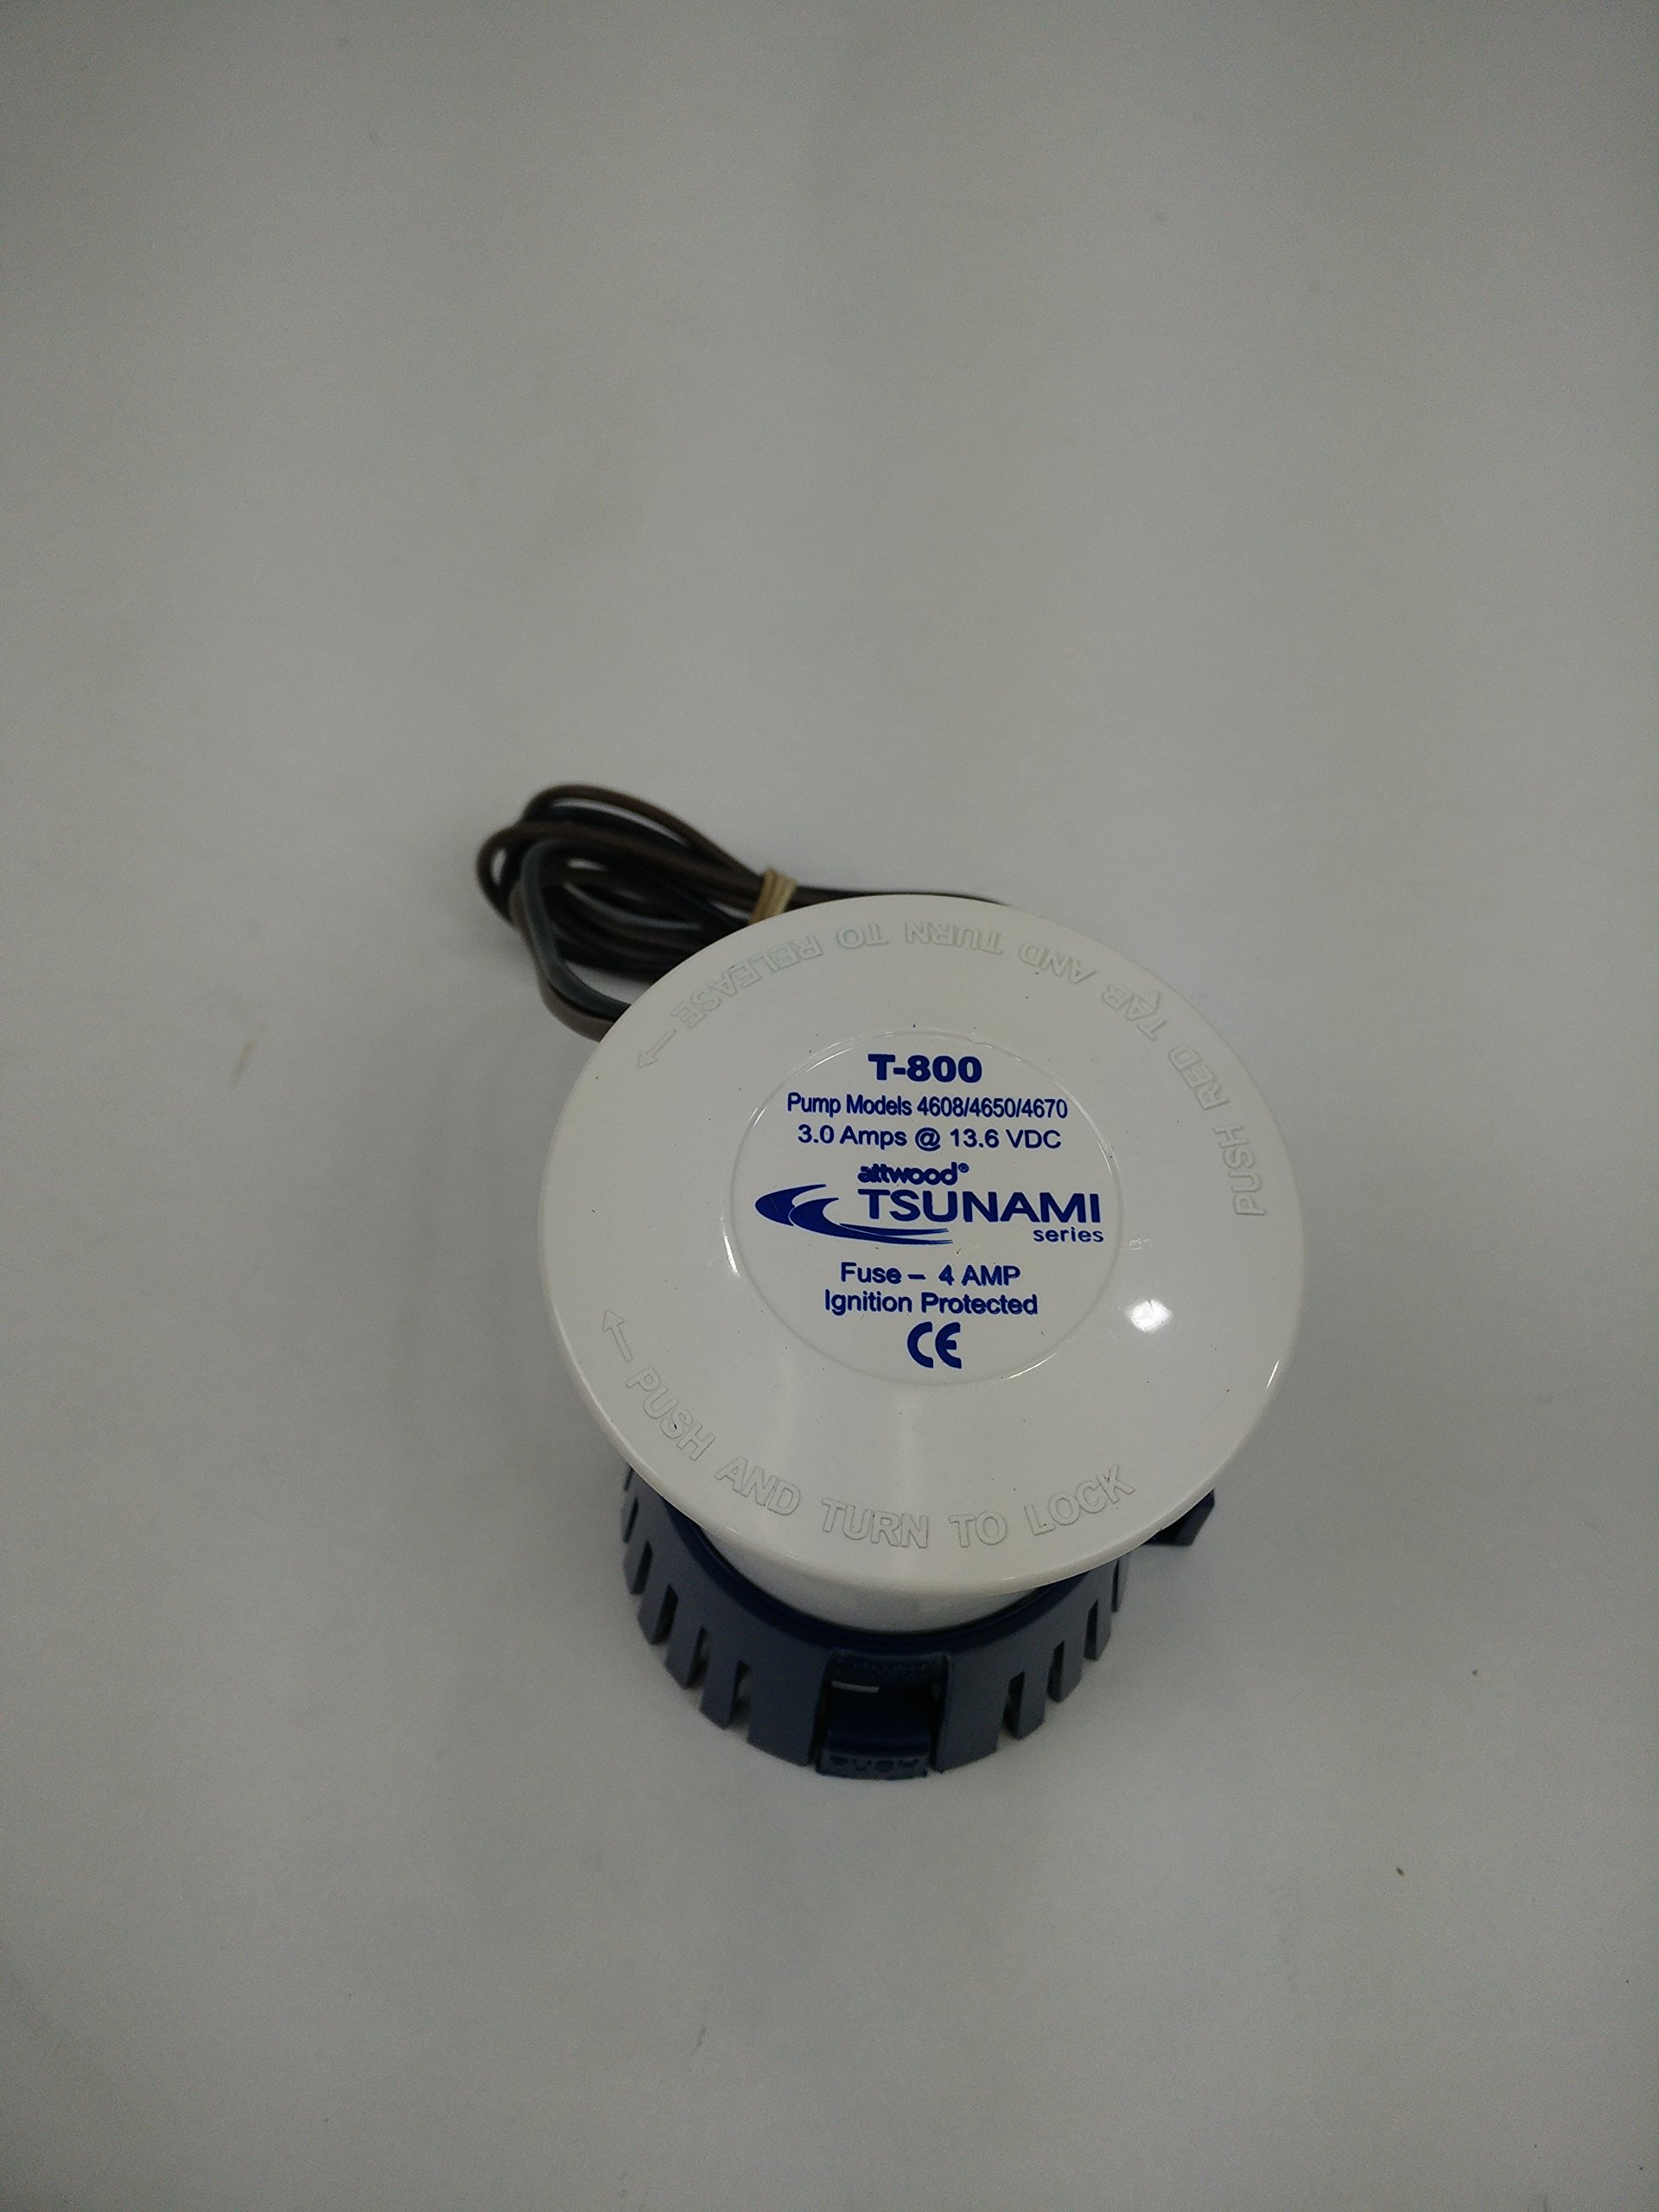 PUSH RED TAB AND TURN TO RELEASE
T-800
Pump Models 4608/4650/4670
3.0 Amps @ 13.6 VDC
attwood®
TSUNAMI
series
Fuse – 4 AMP
Ignition Protected
CE
PUSH AND TURN TO LOCK
PUSH